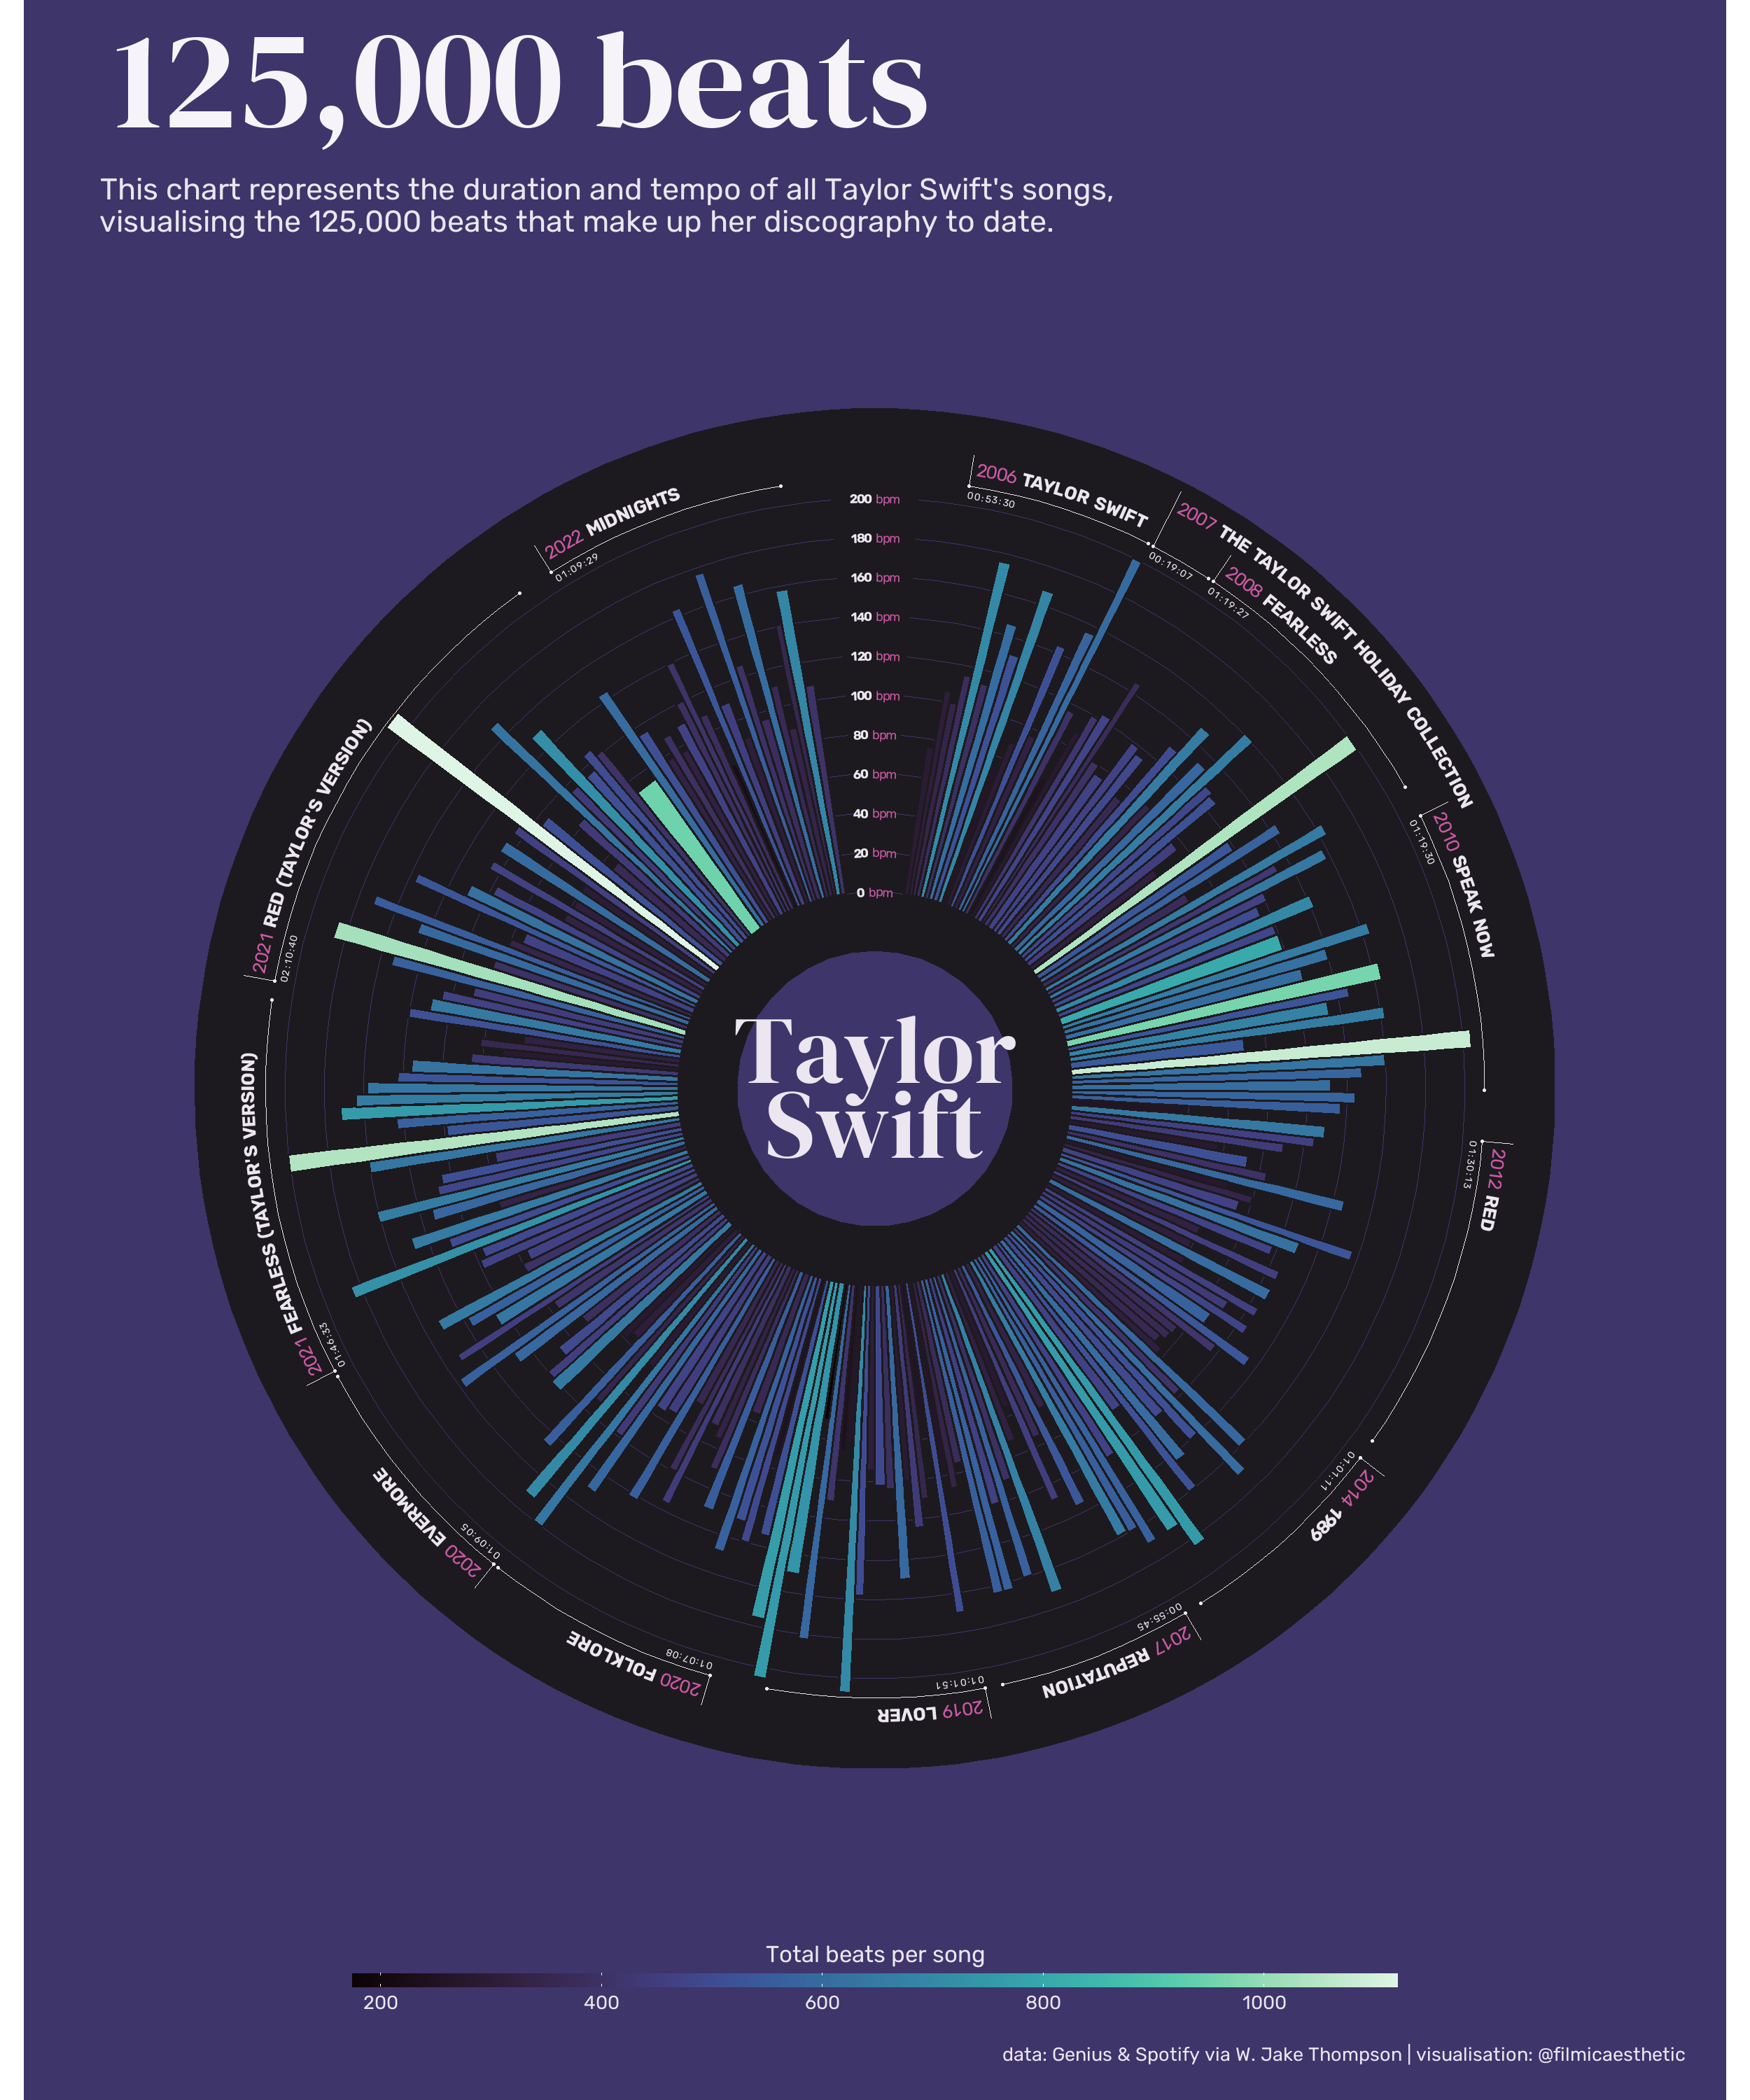 125,000 beats
This chart represents the duration and tempo of all Taylor Swift's songs,
visualising the 125,000 beats that make up her discography to date.
200 bpm
180 bpm
160 bpm
140 bpm
120 bpm
100 bpm
80 bpm
60 bpm
40 bpm
20 bpm
0 bpm
2006 TAYLOR SWIFT
00:53:30
2007 THE TAYLOR SWIFT HOLIDAY COLLECTION
00:19:07
2008 FEARLESS
01:19:27
2010 SPEAK NOW
01:19:30
2012 RED
01:30:13
2014 1989
01:01:11
2017 REPUTATION
00:55:45
2019 LOVER
01:01:51
2020 FOLKLORE
01:07:08
2020 EVERMORE
01:09:05
2021 FEARLESS (TAYLOR'S VERSION)
01:46:33
2021 RED (TAYLOR'S VERSION)
02:10:40
2022 MIDNIGHTS
01:09:29
Taylor
Swift
Total beats per song
200 400 600 800 1000
data: Genius & Spotify via W. Jake Thompson | visualisation: @filmicaesthetic